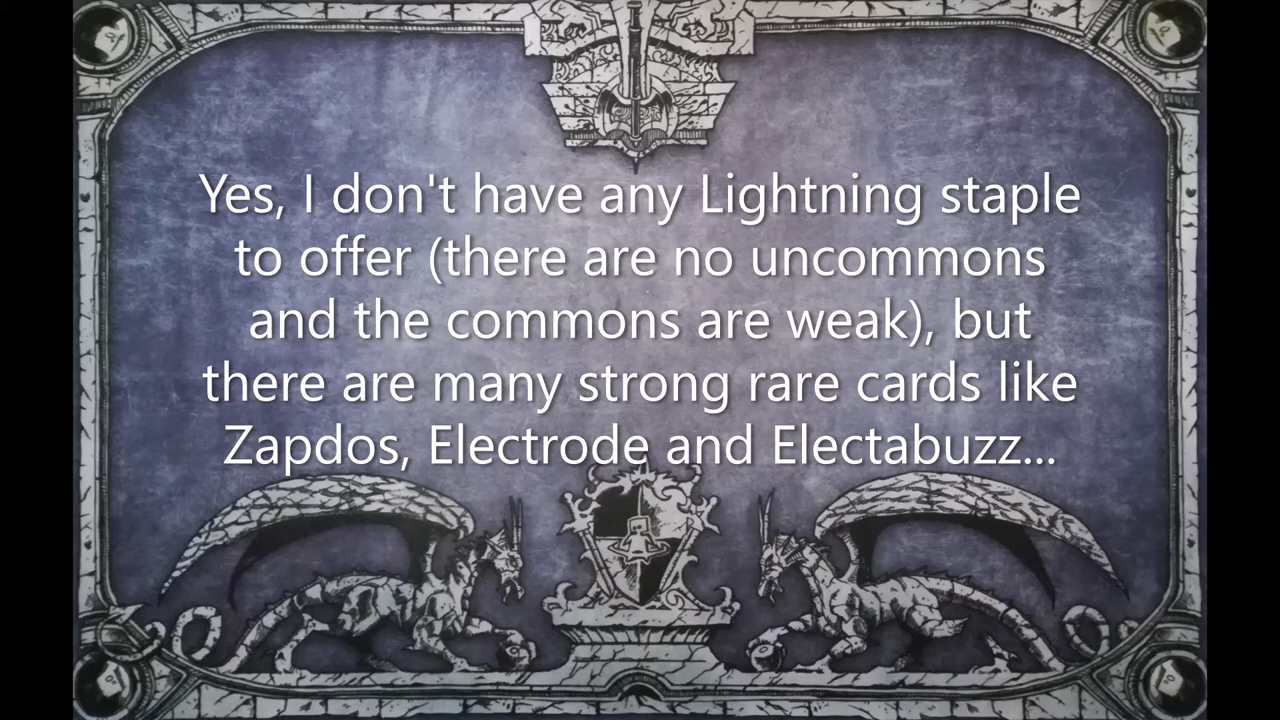 Yes, I don't have any Lightning staple
to offer (there are no uncommons
and the commons are weak), but
there are many strong rare cards like
Zapdos, Electrode and Electabuzz...